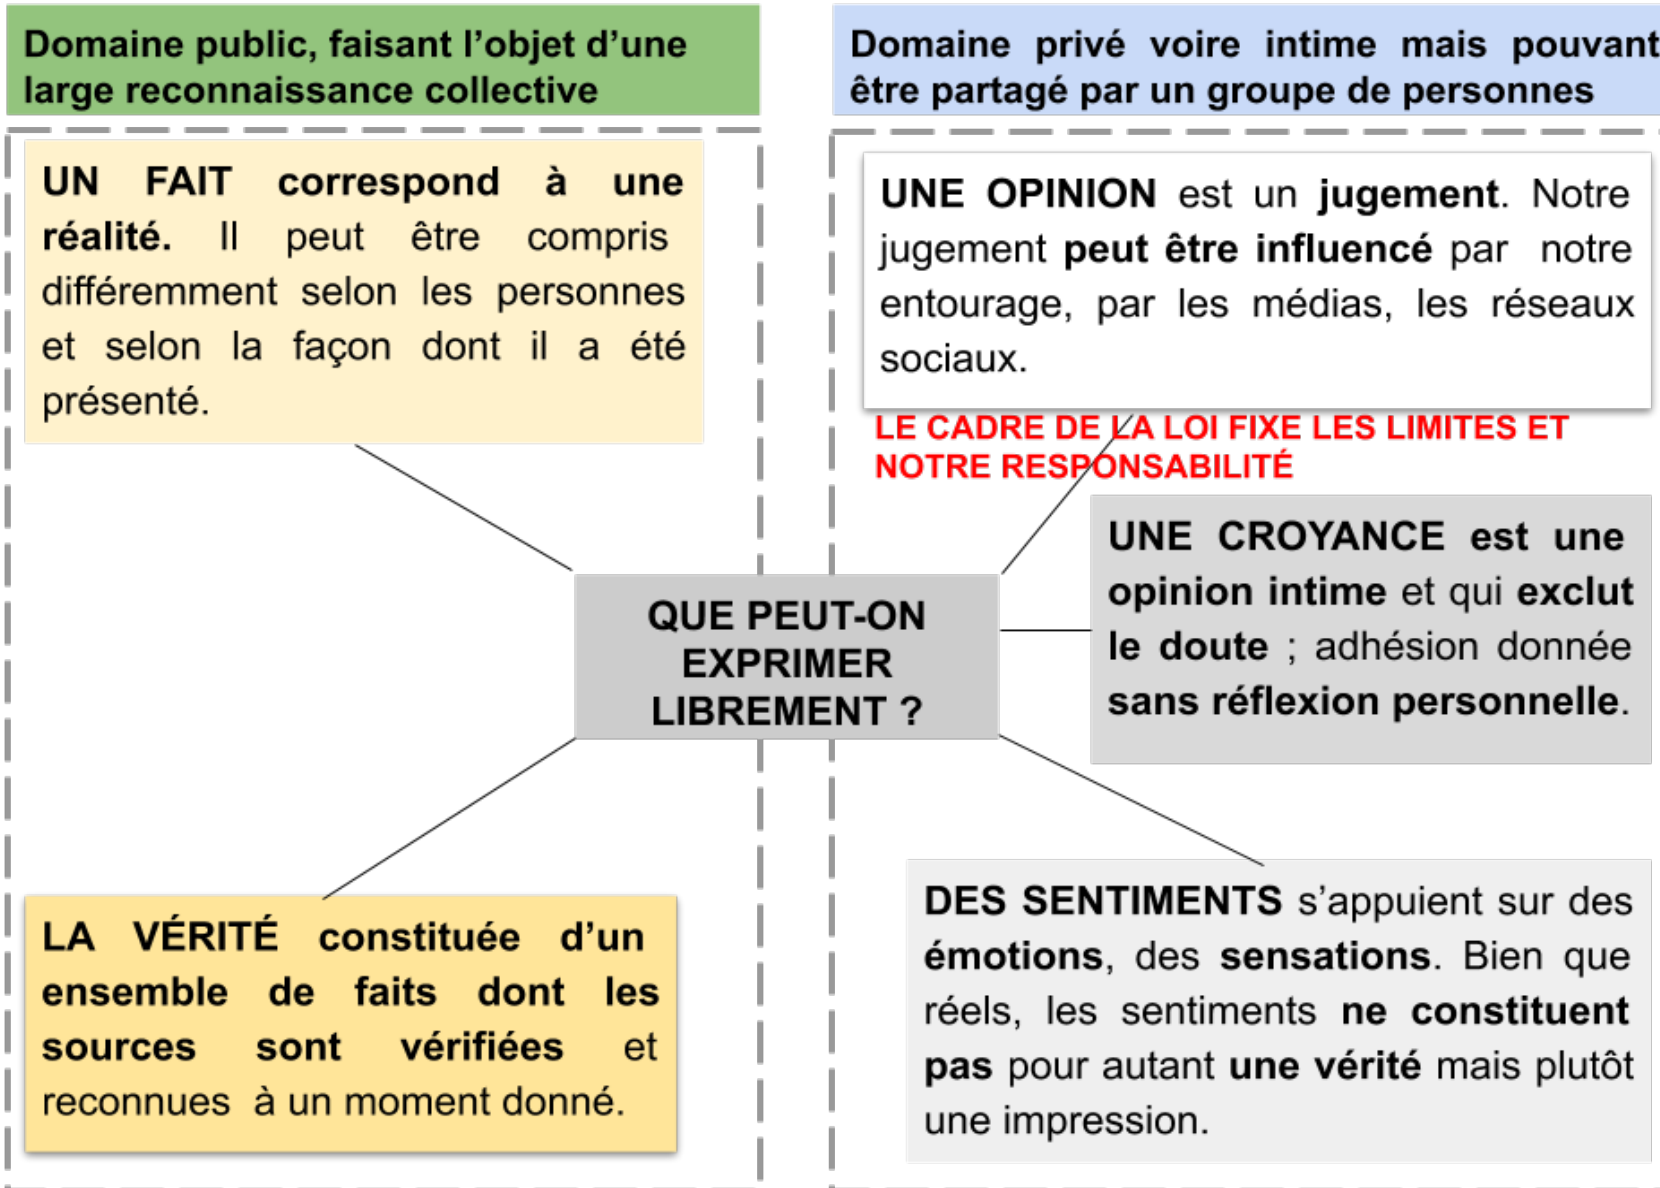 Domaine public, faisant l'objet d'une
large reconnaissance collective
UN FAIT correspond à une
réalité. Il peut être compris
différemment selon les personnes
et selon la façon dont il a été
présenté.
LA VÉRITÉ constituée d'un
ensemble de faits dont les
sources sont vérifiées et
reconnues à un moment donné.
QUE PEUT-ON
EXPRIMER
LIBREMENT ?
Domaine privé voire intime mais pouvant
être partagé par un groupe de personnes
UNE OPINION est un jugement. Notre
jugement peut être influencé par notre
entourage, par les médias, les réseaux
sociaux.
LE CADRE DE LA LOI FIXE LES LIMITES ET
NOTRE RESPONSABILITÉ
UNE CROYANCE est une
opinion intime et qui exclut
le doute ; adhésion donnée
sans réflexion personnelle.
DES SENTIMENTS s'appuient sur des
émotions, des sensations. Bien que
réels, les sentiments ne constituent
pas pour autant une vérité mais plutôt
une impression.